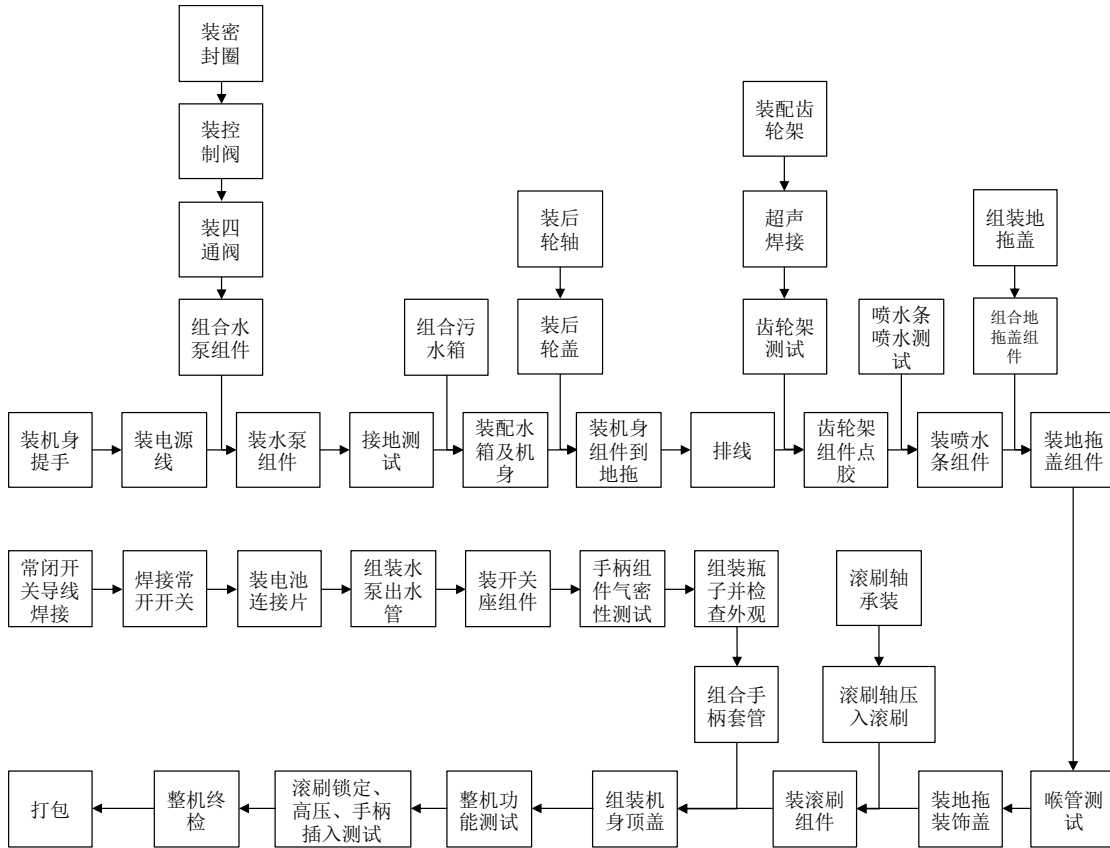 装密
封圈
装控
制阀
装四
通阀
组合水
泵组件
组合污
水箱
装后
轮轴
装后
轮盖
装配齿
轮架
超声
焊接
齿轮架
测试
喷水条
喷水测
试
组装地
拖盖
组合地
拖盖组
件
装机身
提手
装电源
线
装水泵
组件
接地测
试
装配水
箱及机
身
装机身
组件到
地拖
排线
齿轮架
组件点
胶
装喷水
条组件
装地拖
盖组件
常闭开
关导线
焊接
焊接常
开开关
装电池
连接片
组装水
泵出水
管
装开关
座组件
手柄组
件气密
性测试
组装瓶
子并检
查外观
组合手
柄套管
滚刷轴
承装
滚刷轴压
入滚刷
喉管测
试
装地拖
装饰盖
装滚刷
组件
组装机
身顶盖
整机功
能测试
滚刷锁定、
高压、手柄
插入测试
整机终
检
打包